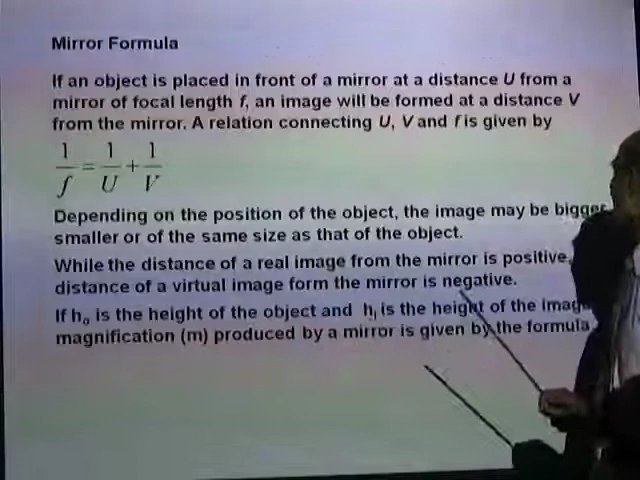 Mirror Formula
If an object is placed in front of a mirror at a distance U from a
mirror of focal length f, an image will be formed at a distance V
from the mirror. A relation connecting U, V and f is given by
1/f = 1/U + 1/V
Depending on the position of the object, the image may be bigger
smaller or of the same size as that of the object.
While the distance of a real image from the mirror is positive,
distance of a virtual image form the mirror is negative.
If hₒ is the height of the object and hᵢ is the height of the
magnification (m) produced by a mirror is given by the formula